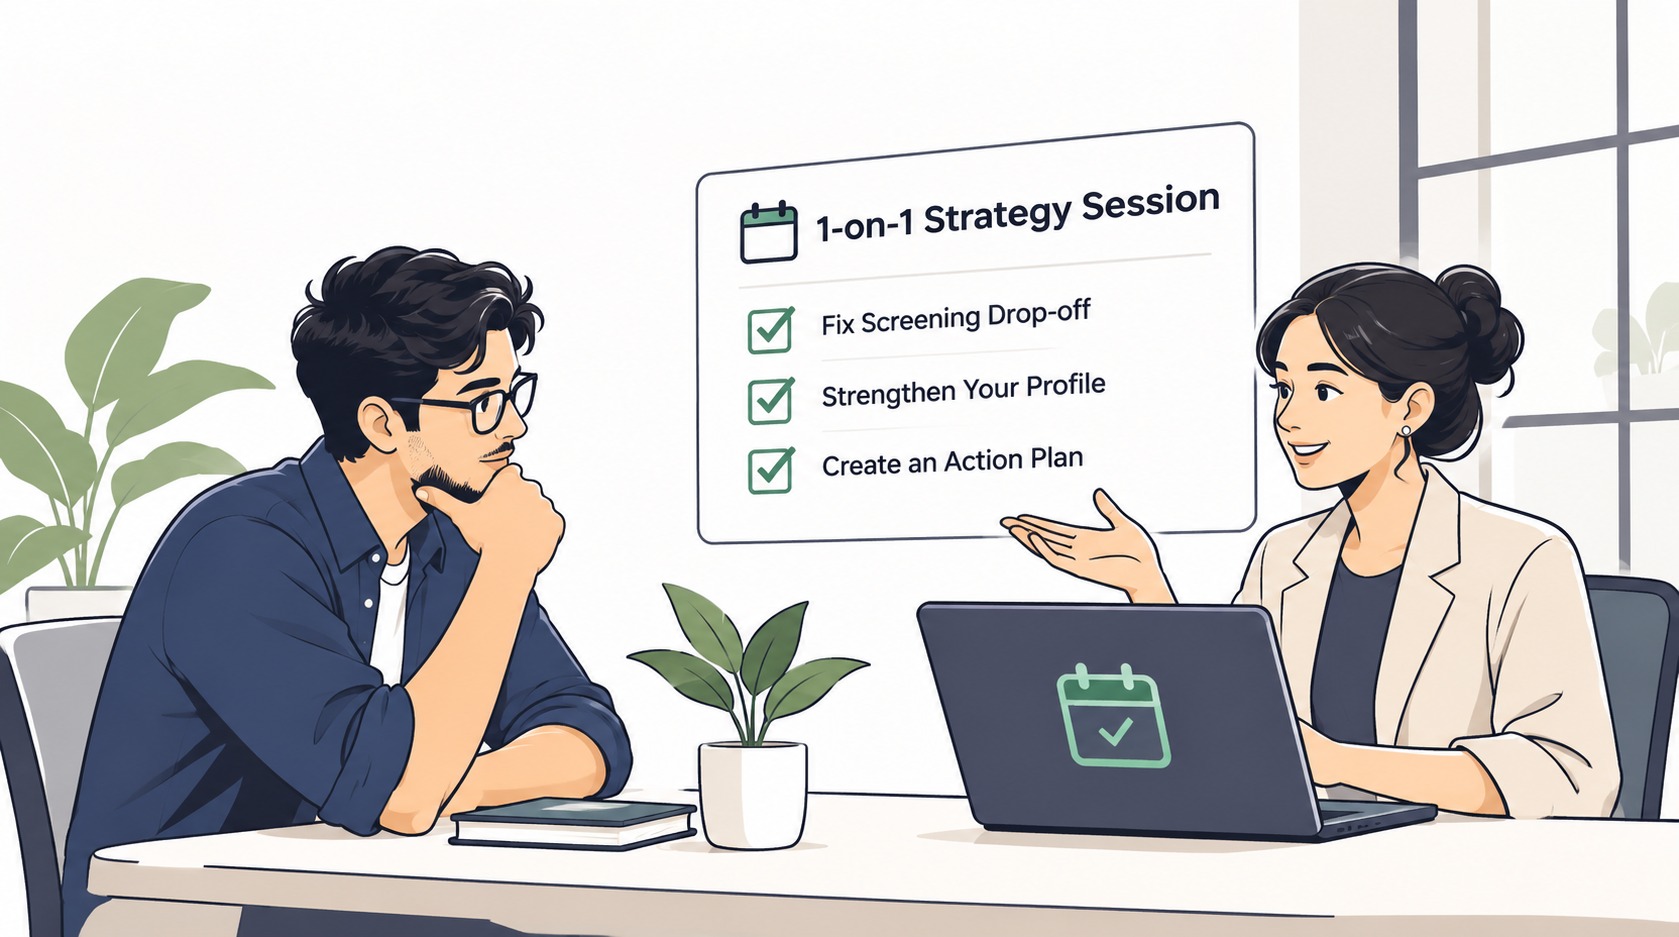 1-on-1 Strategy Session
Fix Screening Drop-off
Strengthen Your Profile
Create an Action Plan